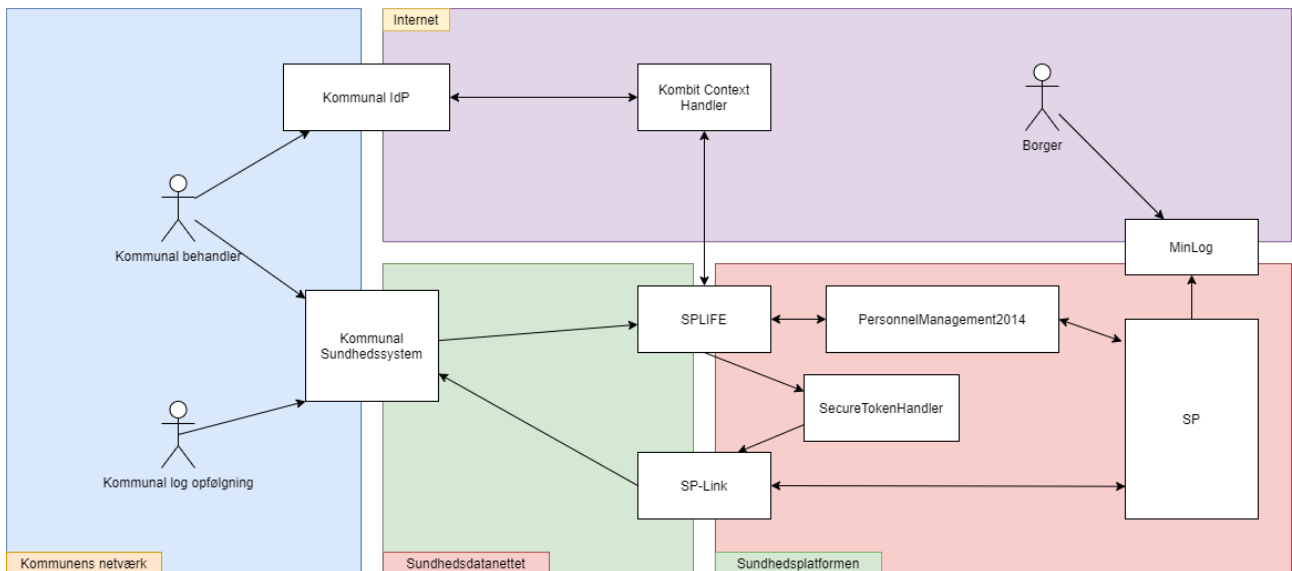 Internet
Kommunal IdP
Kombit Context
Handler
Borger
Kommunal behandler
MinLog
Kommunal
Sundhedssystem
SPLIFE
PersonnelManagement2014
SecureTokenHandler
SP
Kommunal log opfølgning
SP-Link
Kommunens netværk
Sundhedsdatanettet
Sundhedsplatformen